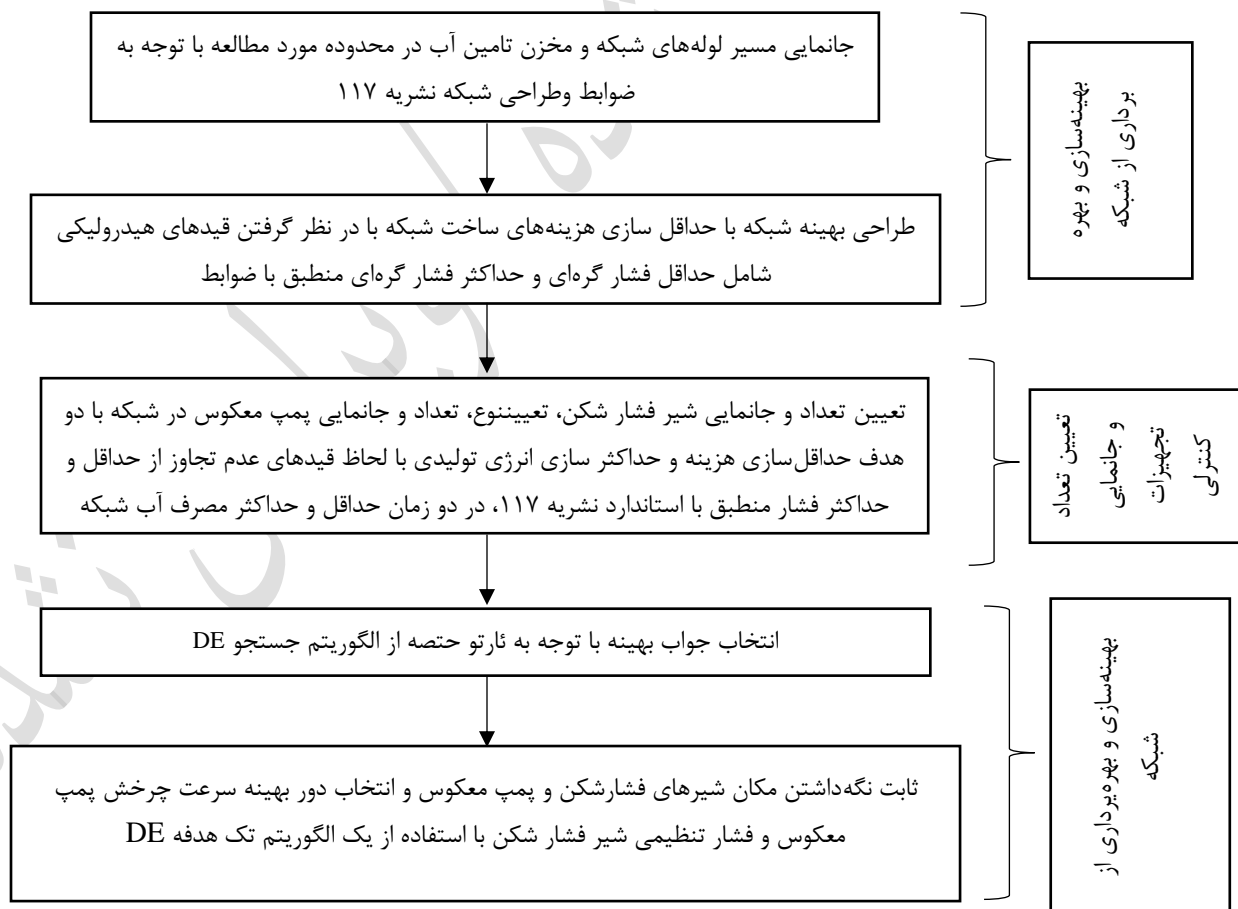 جانمایی مسیر لوله‌های شبکه و مخزن تامین آب در محدوده مورد مطالعه با توجه به
ضوابط وطراحی شبکه نشریه ۱۱۷
بهینه‌سازی و بهره
برداری از شبکه
طراحی بهینه شبکه با حداقل سازی هزینه‌های ساخت شبکه با در نظر گرفتن قیدهای هیدرولیکی
شامل حداقل فشار گره‌ای و حداکثر فشار گره‌ای منطبق با ضوابط
تعیین تعداد و جانمایی شیر فشار شکن، تعییننوع، تعداد و جانمایی پمپ معکوس در شبکه با دو
هدف حداقل‌سازی هزینه و حداکثر سازی انرژی تولیدی با لحاظ قیدهای عدم تجاوز از حداقل و
حداکثر فشار منطبق با استاندارد نشریه ۱۱۷، در دو زمان حداقل و حداکثر مصرف آب شبکه
تعیین تعداد
و جانمایی
تجهیزات
کنترلی
انتخاب جواب بهینه با توجه به ئارتو حتصه از الگوریتم جستجو DE
ثابت نگه‌داشتن مکان شیرهای فشارشکن و پمپ معکوس و انتخاب دور بهینه سرعت چرخش پمپ
معکوس و فشار تنظیمی شیر فشار شکن با استفاده از یک الگوریتم تک هدفه DE
بهینه‌سازی و بهره‌برداری از
شبکه